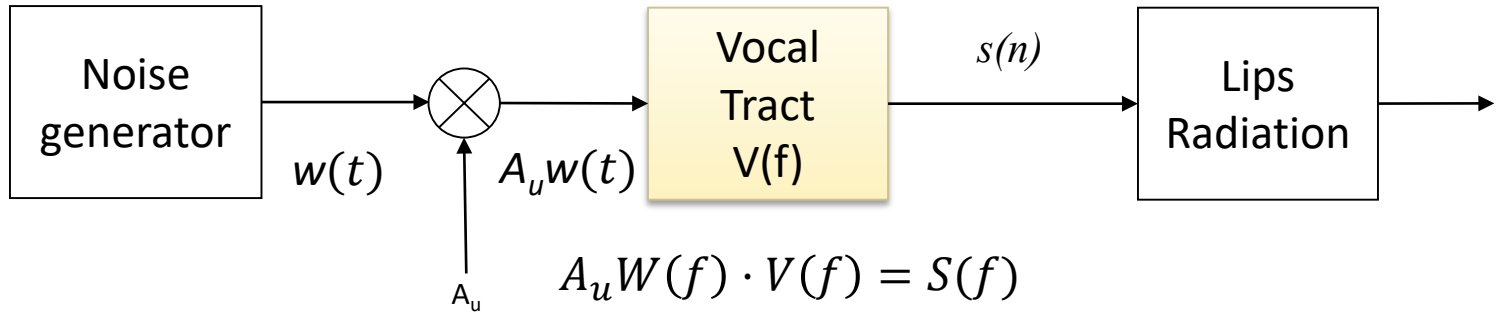 Noise
generator
w(t)
A_u w(t)
A_u
Vocal
Tract
V(f)
s(n)
Lips
Radiation
A_u W(f) · V(f) = S(f)